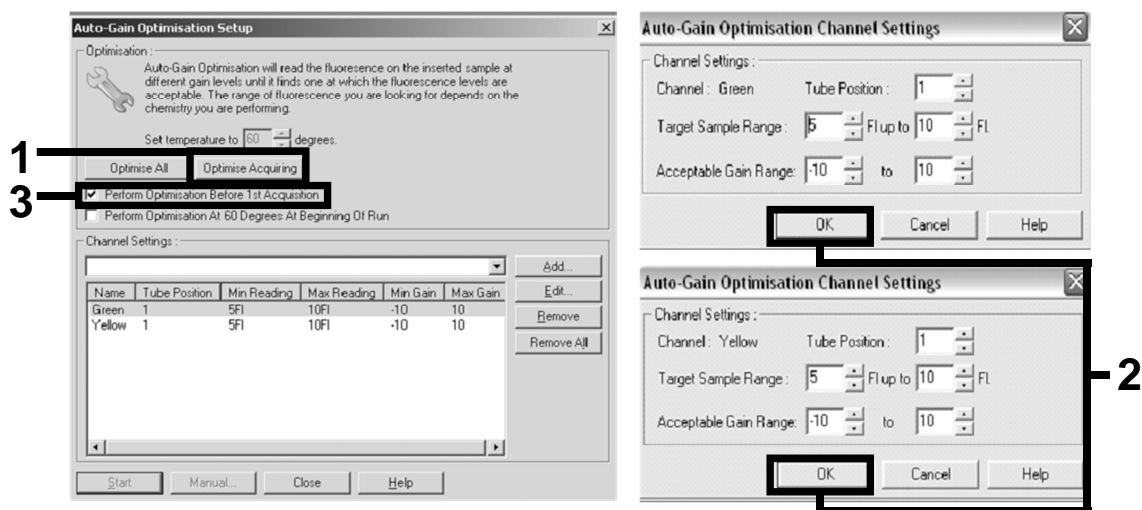 Auto-Gain Optimisation Setup
Optimisation :
Auto-Gain Optimisation will read the fluoresence on the inserted sample at
different gain levels until it finds one at which the fluorescence levels are
acceptable. The range of fluorescence you are looking for depends on the
chemistry you are performing.
Set temperature to 60 degrees.
1
Optimise All Optimise Acquiring
3
Perform Optimisation Before 1st Acquisition
Perform Optimisation At 60 Degrees At Beginning Of Run
Channel Settings :
Add...
Name Tube Position Min Reading Max Reading Min Gain Max Gain
Edit...
Green 1 5Fl 10Fl -10 10
Yellow 1 5Fl 10Fl -10 10
Remove
Remove All
Start Manual... Close Help
Auto-Gain Optimisation Channel Settings
Channel Settings :
Channel : Green Tube Position : 1
Target Sample Range : 5 Fl up to 10 Fl.
Acceptable Gain Range: -10 to 10
OK Cancel Help
Auto-Gain Optimisation Channel Settings
Channel Settings :
Channel : Yellow Tube Position : 1
Target Sample Range : 5 Fl up to 10 Fl.
Acceptable Gain Range: -10 to 10
OK Cancel Help
2